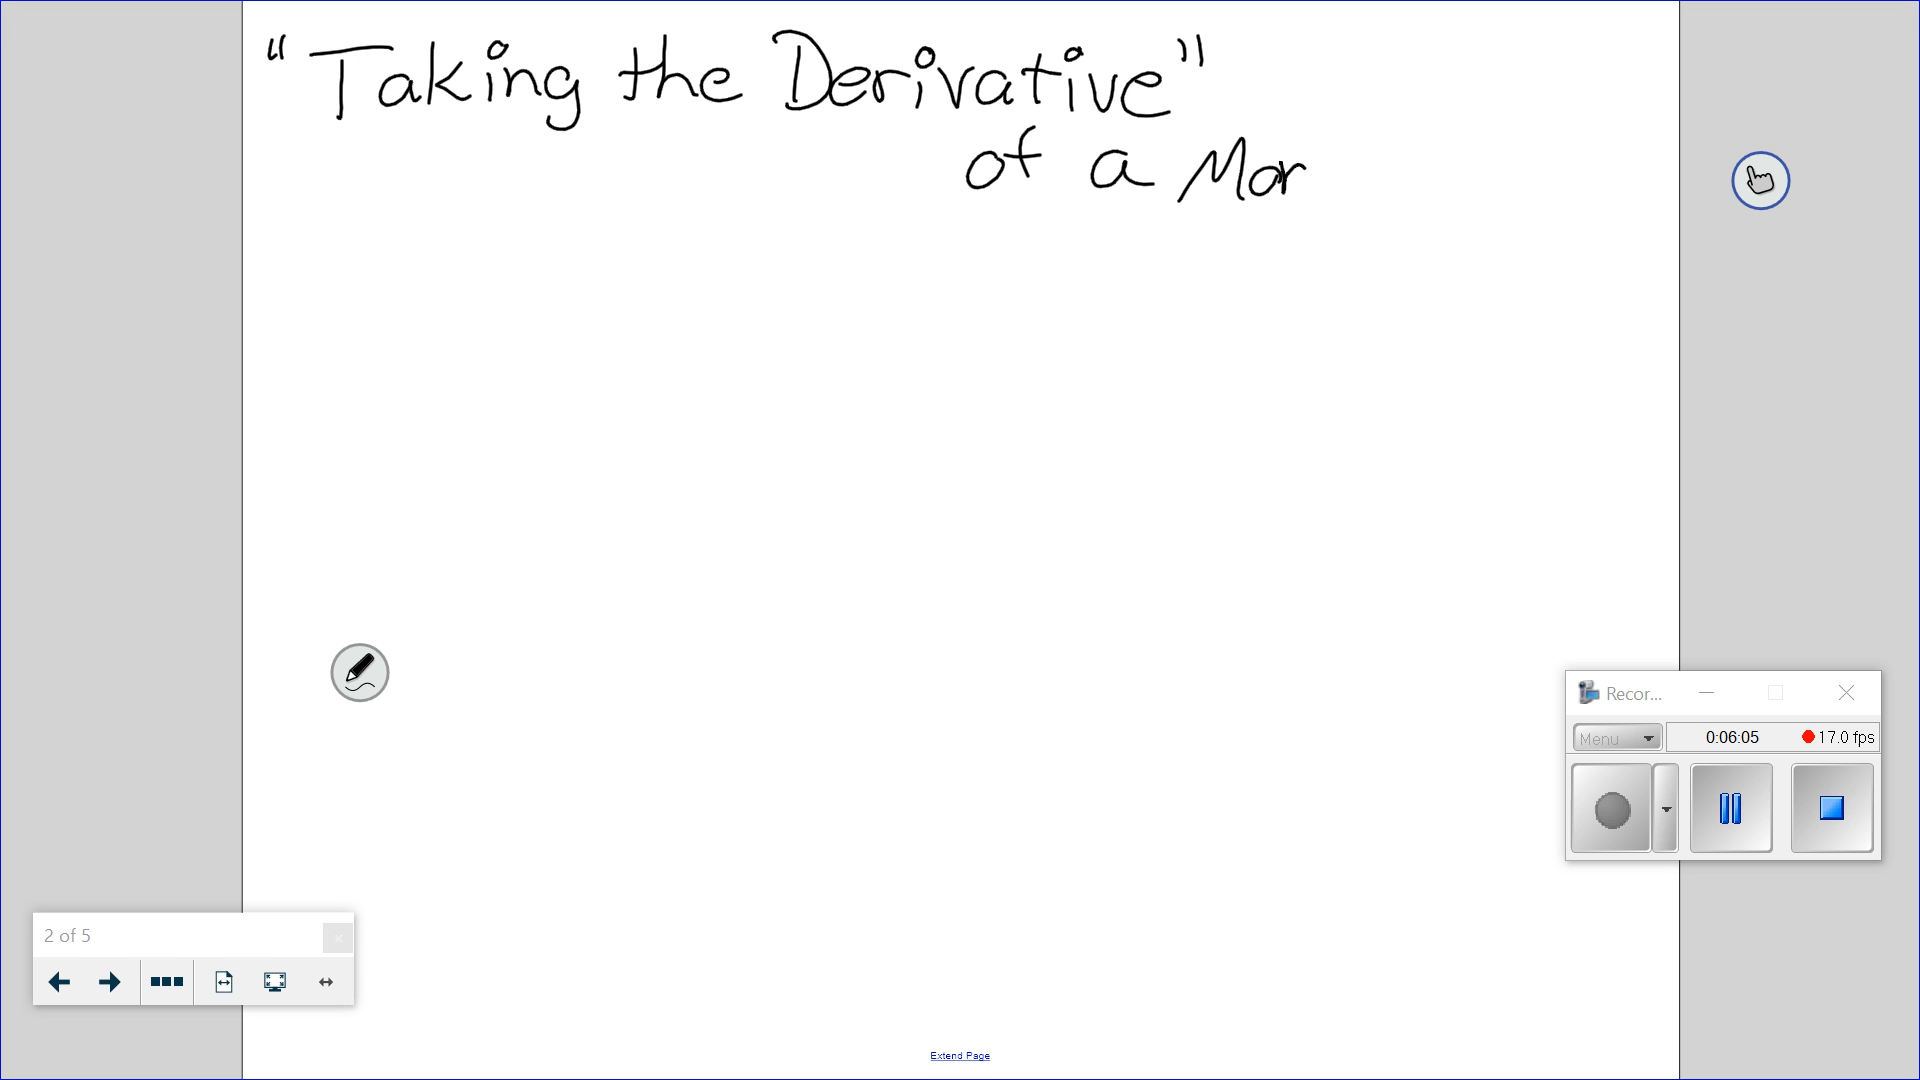 "Taking the Derivative"
of a Mor
Recor...
Menu
0:06:05
17.0 fps
2 of 5
Extend Page